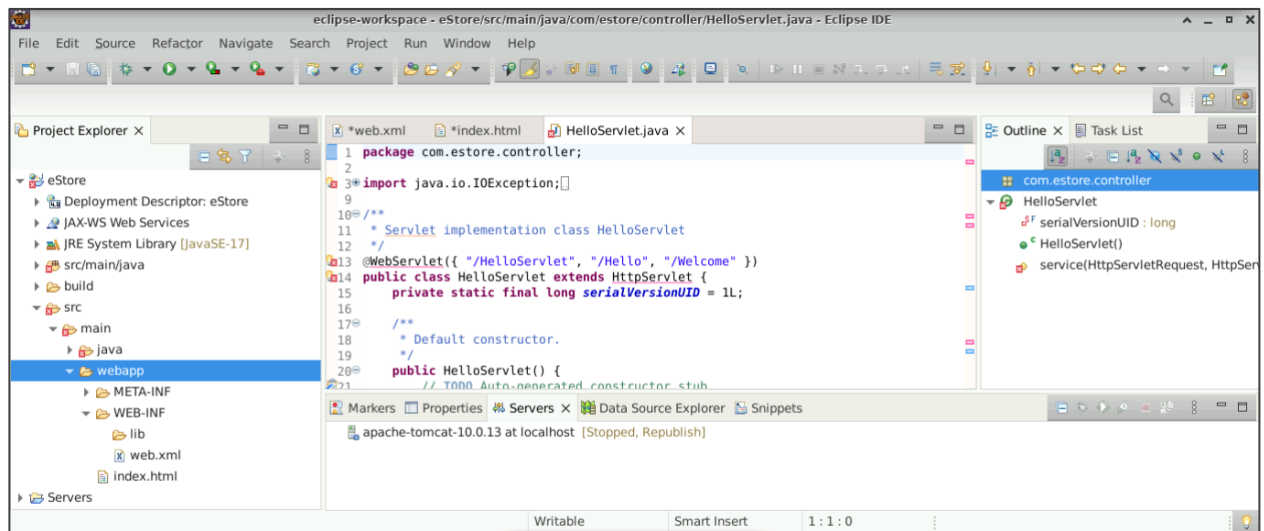 eclipse-workspace - eStore/src/main/java/com/estore/controller/HelloServlet.java - Eclipse IDE
File Edit Source Refactor Navigate Search Project Run Window Help
Project Explorer
eStore
Deployment Descriptor: eStore
JAX-WS Web Services
JRE System Library [JavaSE-17]
src/main/java
build
src
main
java
webapp
META-INF
WEB-INF
lib
web.xml
index.html
Servers
*web.xml *index.html HelloServlet.java
1 package com.estore.controller;
2
3 import java.io.IOException;
9
10 /**
11 * Servlet implementation class HelloServlet
12 */
13 @WebServlet({ "/HelloServlet", "/Hello", "/Welcome" })
14 public class HelloServlet extends HttpServlet {
15 private static final long serialVersionUID = 1L;
16
17 /**
18 * Default constructor.
19 */
20 public HelloServlet() {
21 // TODO Auto-generated constructor stub
Outline Task List
com.estore.controller
HelloServlet
serialVersionUID : long
HelloServlet()
service(HttpServletRequest, HttpSer
Markers Properties Servers Data Source Explorer Snippets
apache-tomcat-10.0.13 at localhost [Stopped, Republish]
Writable Smart Insert 1 : 1 : 0